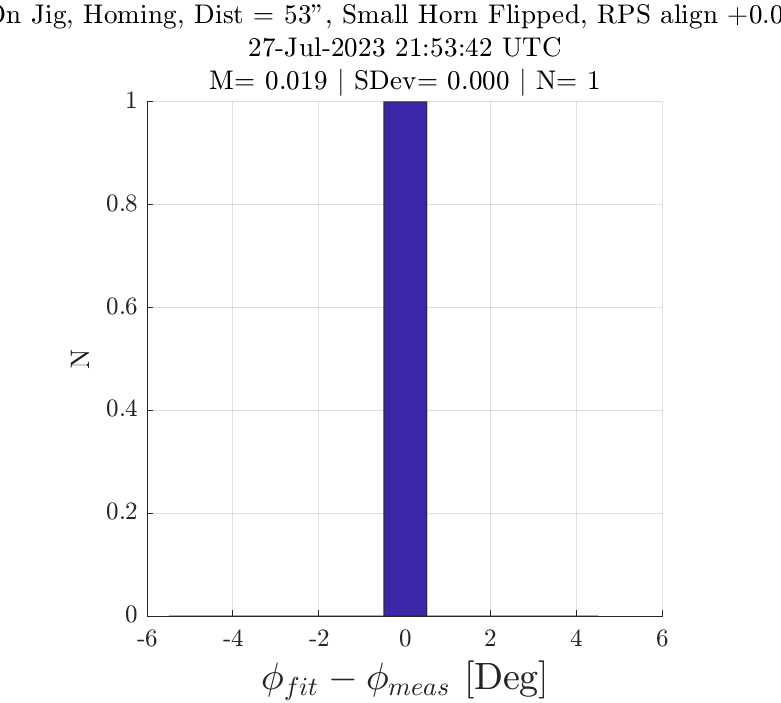 On Jig, Homing, Dist = 53”, Small Horn Flipped, RPS align +0.0
27-Jul-2023 21:53:42 UTC
M= 0.019 | SDev= 0.000 | N= 1
1
0.8
0.6
0.4
0.2
0
N
-6 -4 -2 0 2 4 6
ϕ_fit − ϕ_meas [Deg]